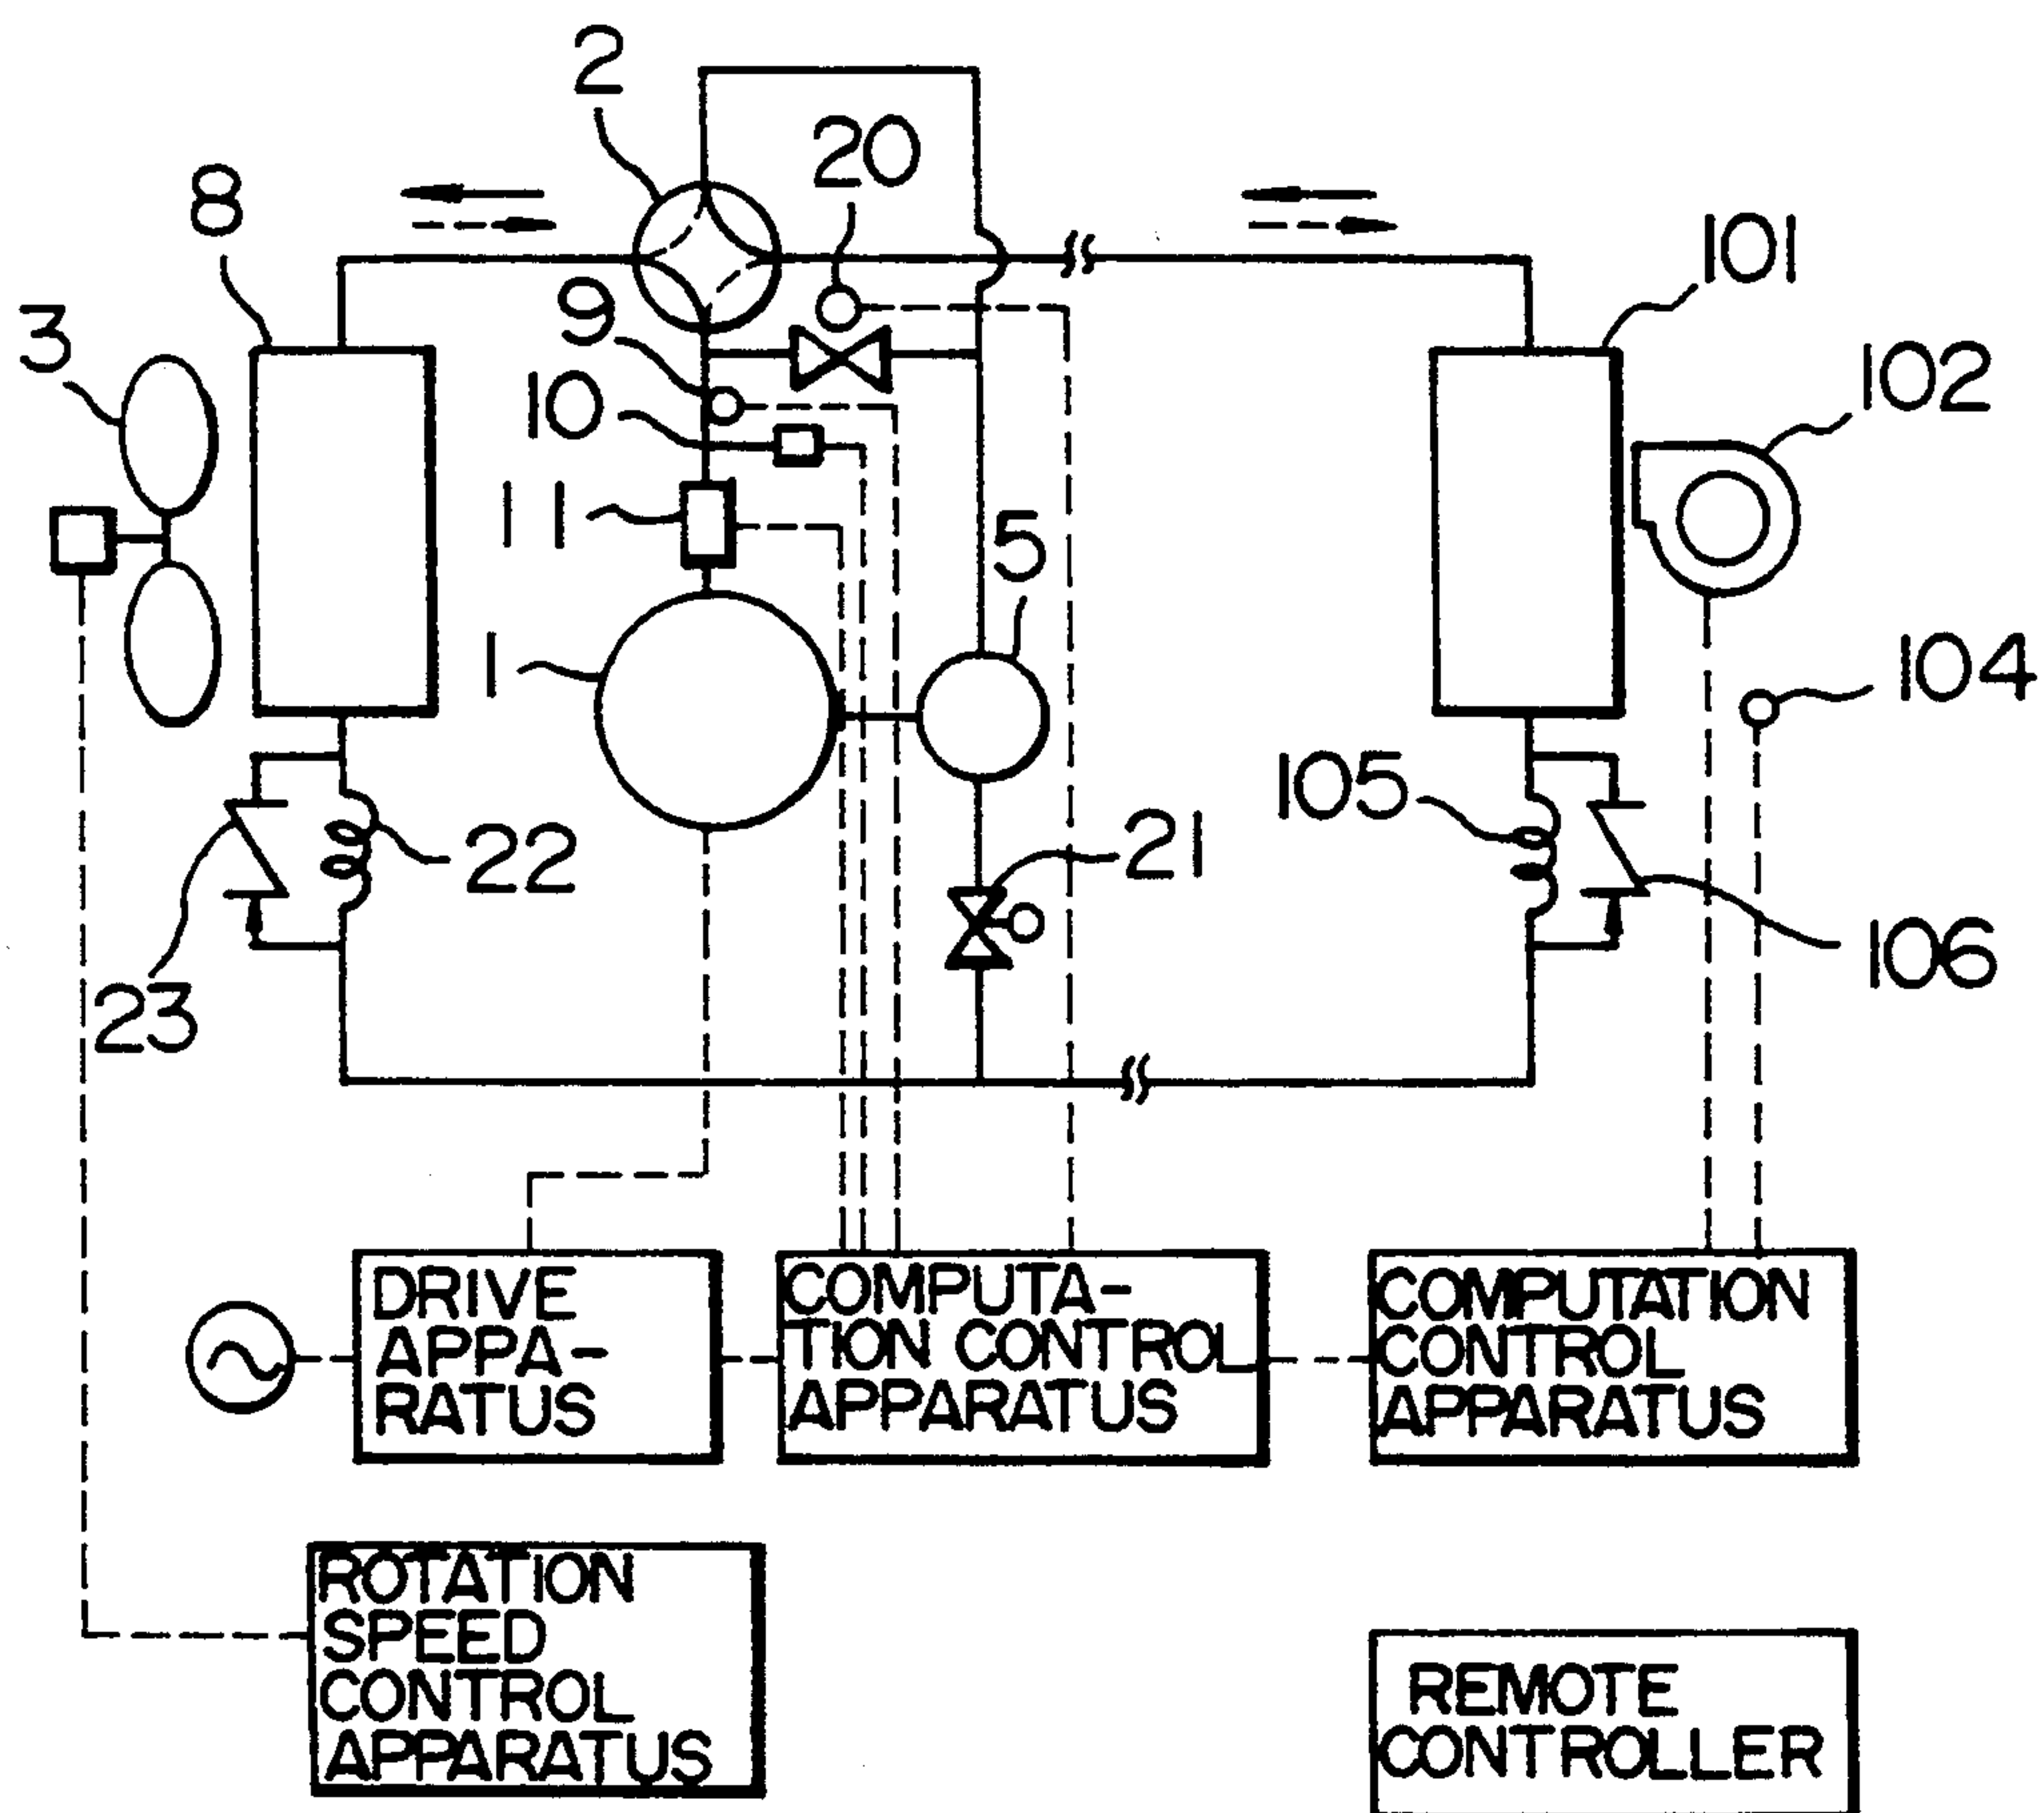 2
20
8
101
3
9
102
10
11
5
1
104
105
22
21
106
23
DRIVE
APPA-
RATUS
COMPUTA-
TION CONTROL
APPARATUS
COMPUTATION
CONTROL
APPARATUS
ROTATION
SPEED
CONTROL
APPARATUS
REMOTE
CONTROLLER